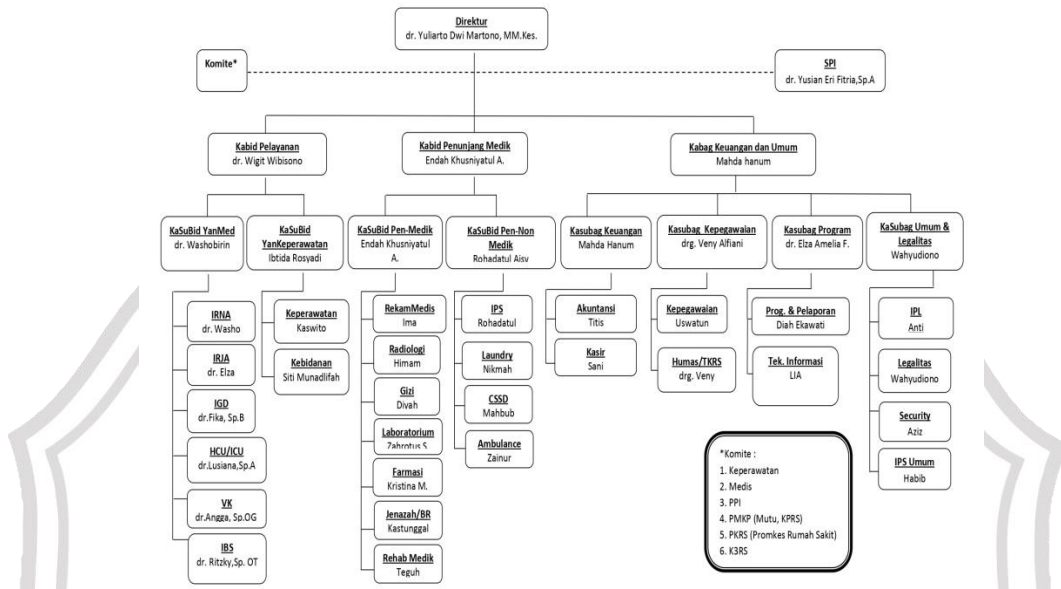 Direktur
dr. Yuliarto Dwi Martono, MM.Kes.
Komite*
SPI
dr. Yusian Eri Fitria,Sp.A
Kabid Pelayanan
dr. Wigit Wibisono
Kabid Penunjang Medik
Endah Khusniyatul A.
Kabag Keuangan dan Umum
Mahda hanum
KaSuBid YanMed
dr. Washobirin
KaSuBid
YanKeperawatan
Ibtida Rosyadi
KaSuBid Pen-Medik
Endah Khusniyatul
A.
KaSuBid Pen-Non
Medik
Rohadatul Aisy
Kasubag Keuangan
Mahda Hanum
Kasubag Kepegawaian
drg. Veny Alfiani
Kasubag Program
dr. Elza Amelia F.
KaSubag Umum &
Legalitas
Wahyudiono
IRNA
dr. Washo
IRJA
dr. Elza
IGD
dr.Fika, Sp.B
HCU/ICU
dr.Lusiana,Sp.A
VK
dr.Angga, Sp.OG
IBS
dr. Ritzky,Sp. OT
Keperawatan
Kaswito
Kebidanan
Siti Munadlifah
RekamMedis
Ima
Radiologi
Himam
Gizi
Divah
Laboratorium
Zahrotus S.
Farmasi
Kristina M.
Jenazah/BR
Kastunggal
Rehab Medik
Teguh
IPS
Rohadatul
Laundry
Nikmah
CSSD
Mahbub
Ambulance
Zainur
Akuntansi
Titis
Kasir
Sani
Kepegawaian
Uswatun
Humas/TKRS
drg. Veny
Prog. & Pelaporan
Diah Ekawati
Tek. Informasi
LIA
IPL
Anti
Legalitas
Wahyudiono
Security
Aziz
IPS Umum
Habib
*Komite :
1. Keperawatan
2. Medis
3. PPI
4. PMKP (Mutu, KPRS)
5. PKRS (Promkes Rumah Sakit)
6. K3RS